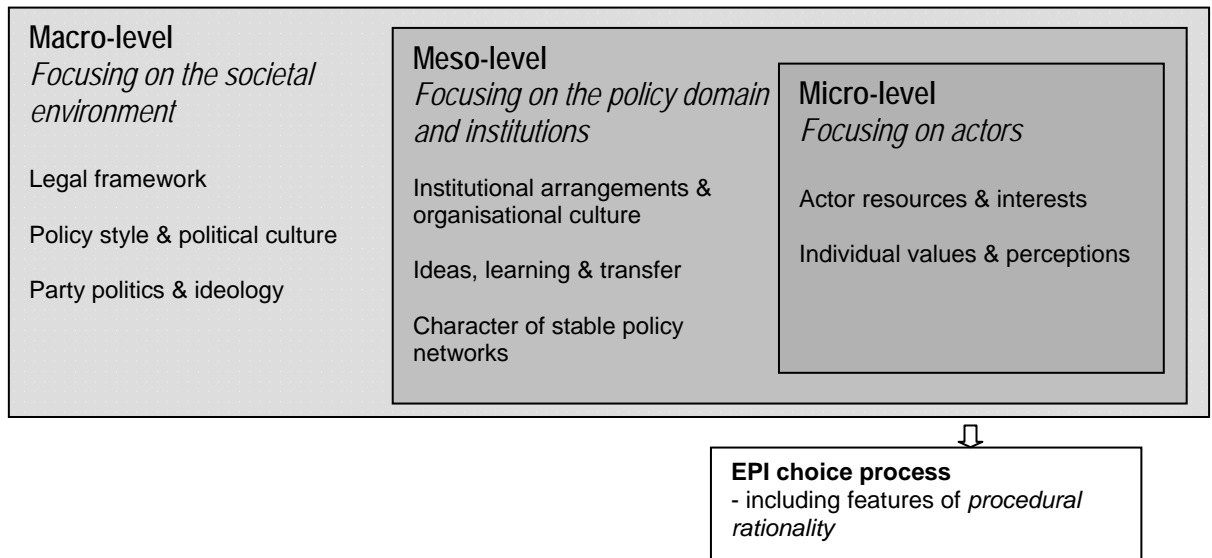 Macro-level
Focusing on the societal
environment
Legal framework
Policy style & political culture
Party politics & ideology
Meso-level
Focusing on the policy domain
and institutions
Institutional arrangements &
organisational culture
Ideas, learning & transfer
Character of stable policy
networks
Micro-level
Focusing on actors
Actor resources & interests
Individual values & perceptions
EPI choice process
- including features of procedural
rationality